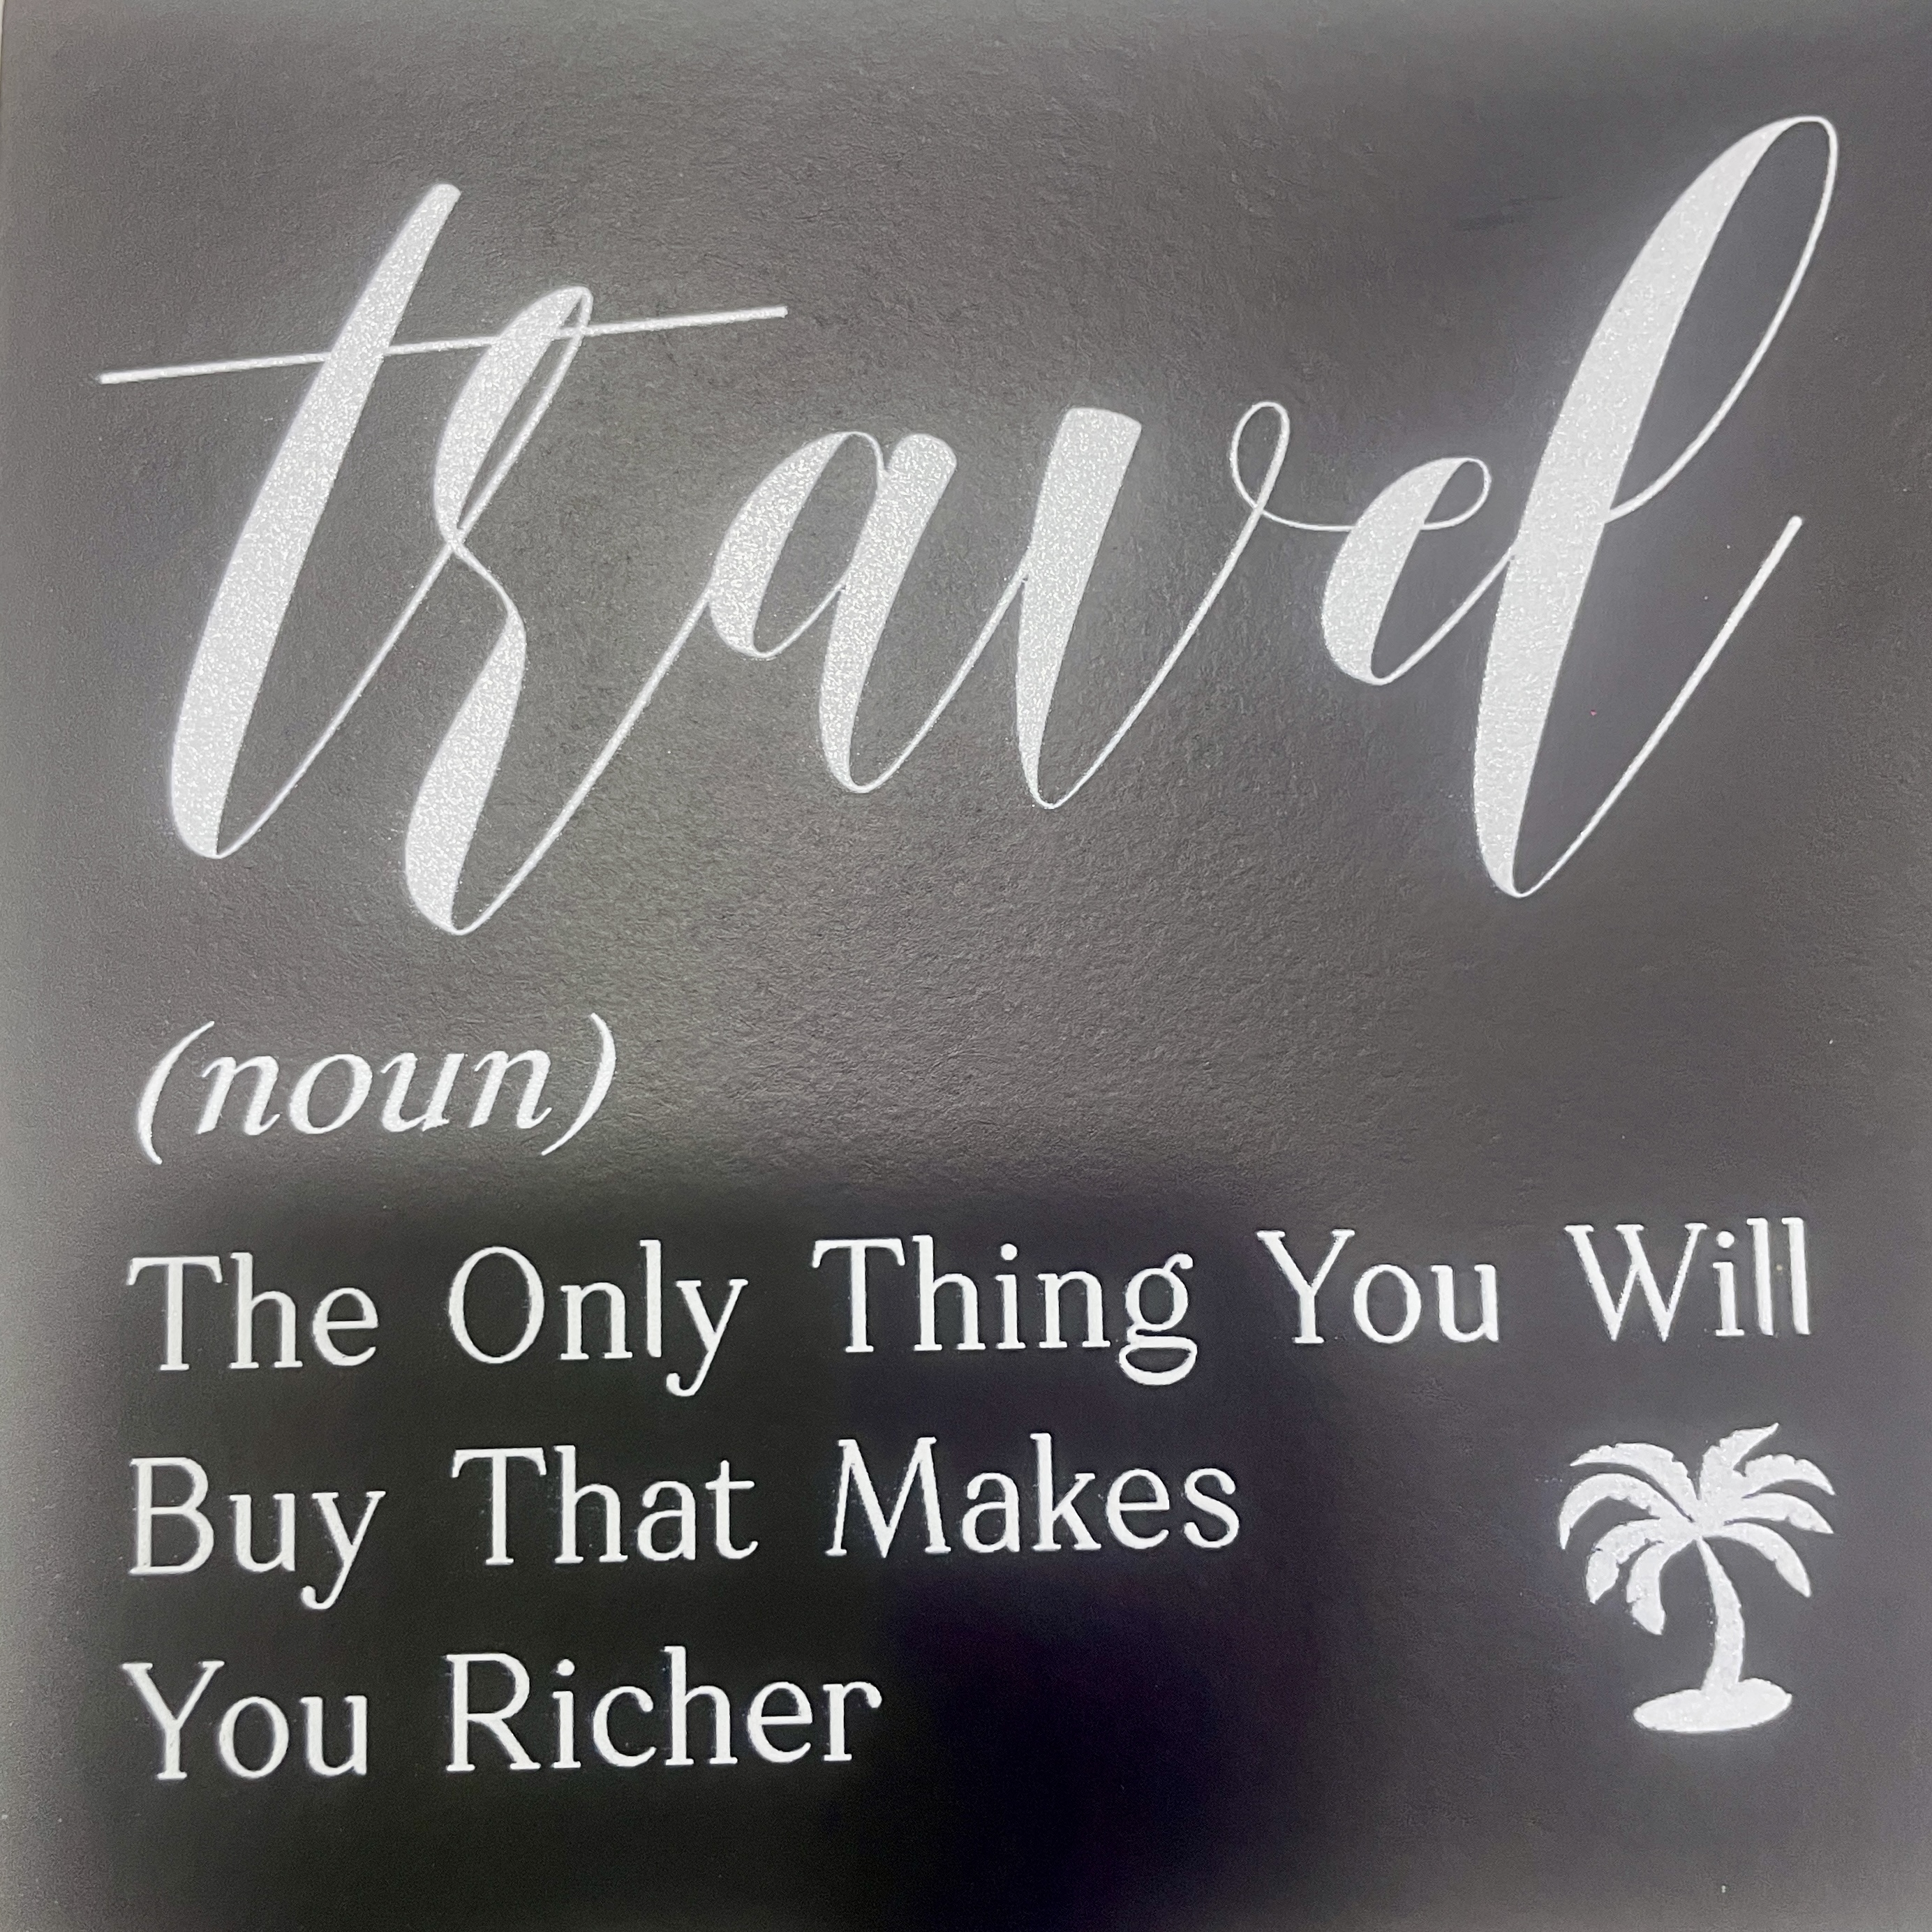 travel
(noun)
The Only Thing You Will
Buy That Makes
You Richer